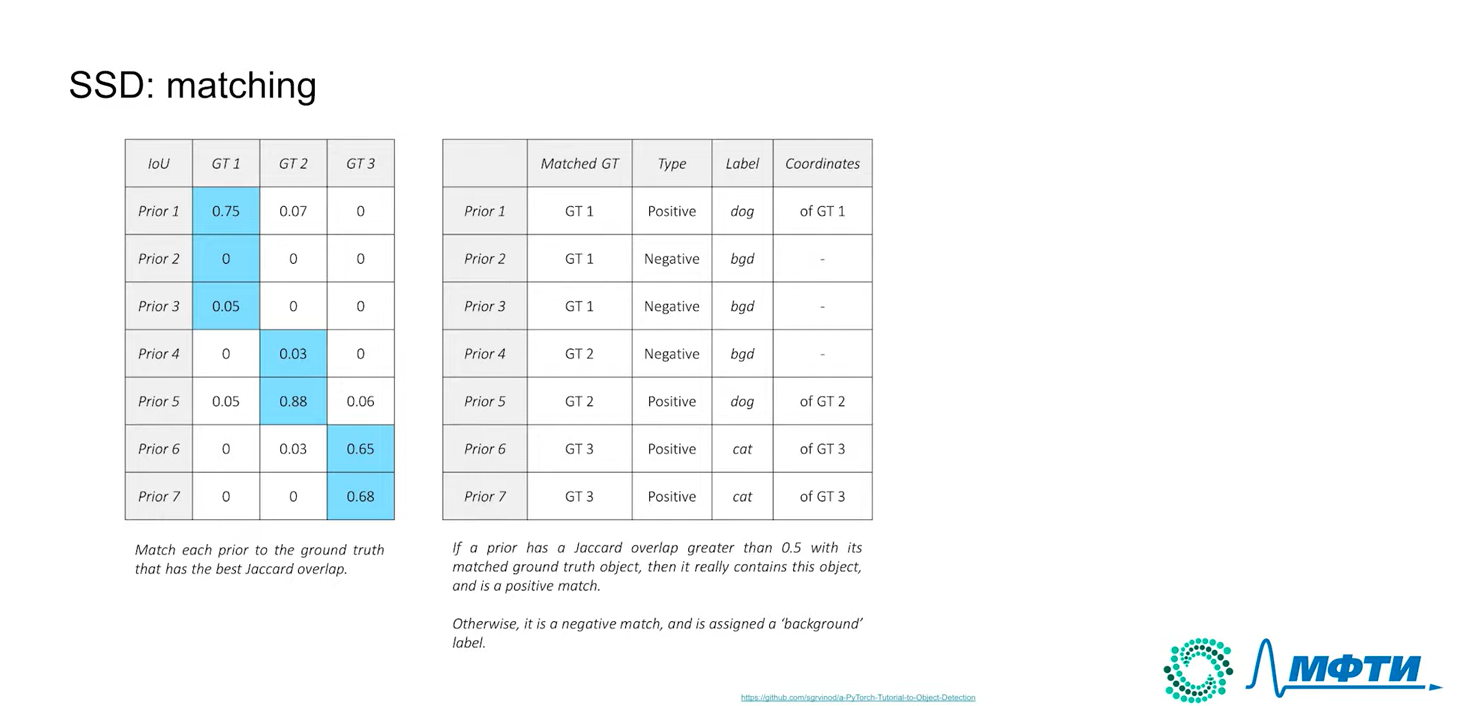 SSD: matching
IoU GT 1 GT 2 GT 3
Prior 1 0.75 0.07 0
Prior 2 0 0 0
Prior 3 0.05 0 0
Prior 4 0 0.03 0
Prior 5 0.05 0.88 0.06
Prior 6 0 0.03 0.65
Prior 7 0 0 0.68
Match each prior to the ground truth
that has the best Jaccard overlap.
Matched GT Type Label Coordinates
Prior 1 GT 1 Positive dog of GT 1
Prior 2 GT 1 Negative bgd -
Prior 3 GT 1 Negative bgd -
Prior 4 GT 2 Negative bgd -
Prior 5 GT 2 Positive dog of GT 2
Prior 6 GT 3 Positive cat of GT 3
Prior 7 GT 3 Positive cat of GT 3
If a prior has a Jaccard overlap greater than 0.5 with its
matched ground truth object, then it really contains this object,
and is a positive match.
Otherwise, it is a negative match, and is assigned a ‘background’
label.
https://github.com/sgrvinod/a-PyTorch-Tutorial-to-Object-Detection
МФТИ